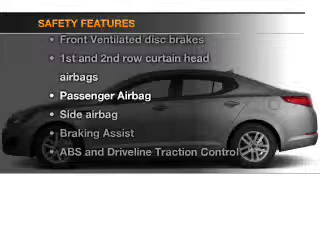 SAFETY FEATURES
• Front Ventilated disc brakes
• 1st and 2nd row curtain head
airbags
• Passenger Airbag
• Side airbag
• Braking Assist
• ABS and Driveline Traction Control